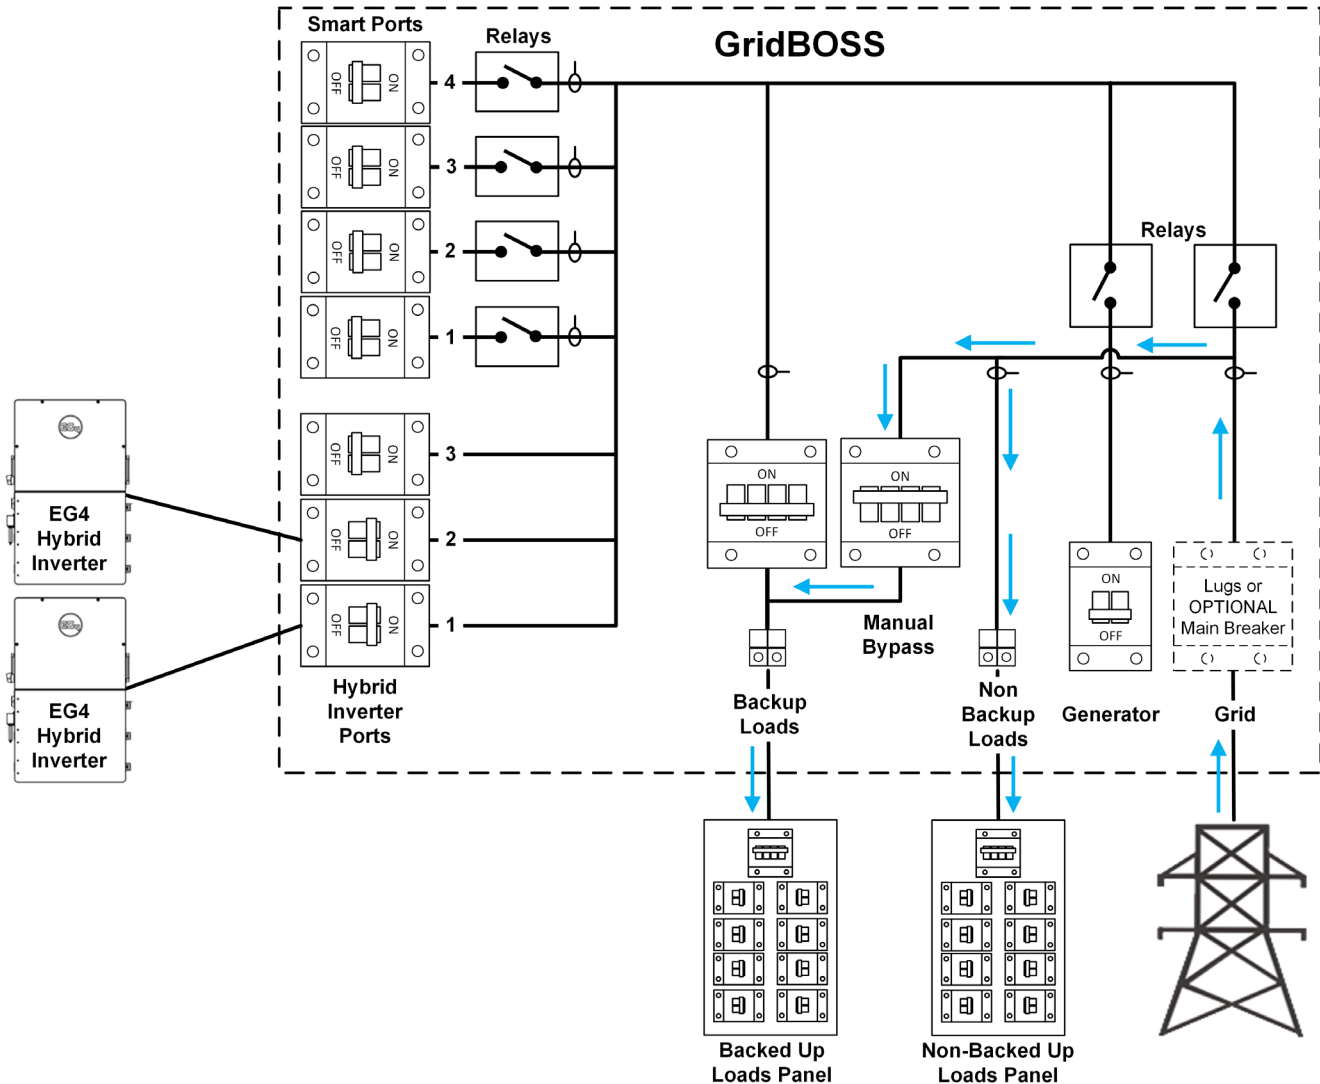 Smart Ports
Relays
GridBOSS
OFF
ON
4
OFF
ON
3
OFF
ON
2
OFF
ON
1
Relays
OFF
ON
3
OFF
ON
2
OFF
ON
1
Hybrid
Inverter
Ports
EG4
Hybrid
Inverter
EG4
Hybrid
Inverter
ON
OFF
ON
OFF
Manual
Bypass
ON
OFF
Lugs or
OPTIONAL
Main Breaker
Backup
Loads
Non
Backup
Loads
Generator
Grid
Backed Up
Loads Panel
Non-Backed Up
Loads Panel